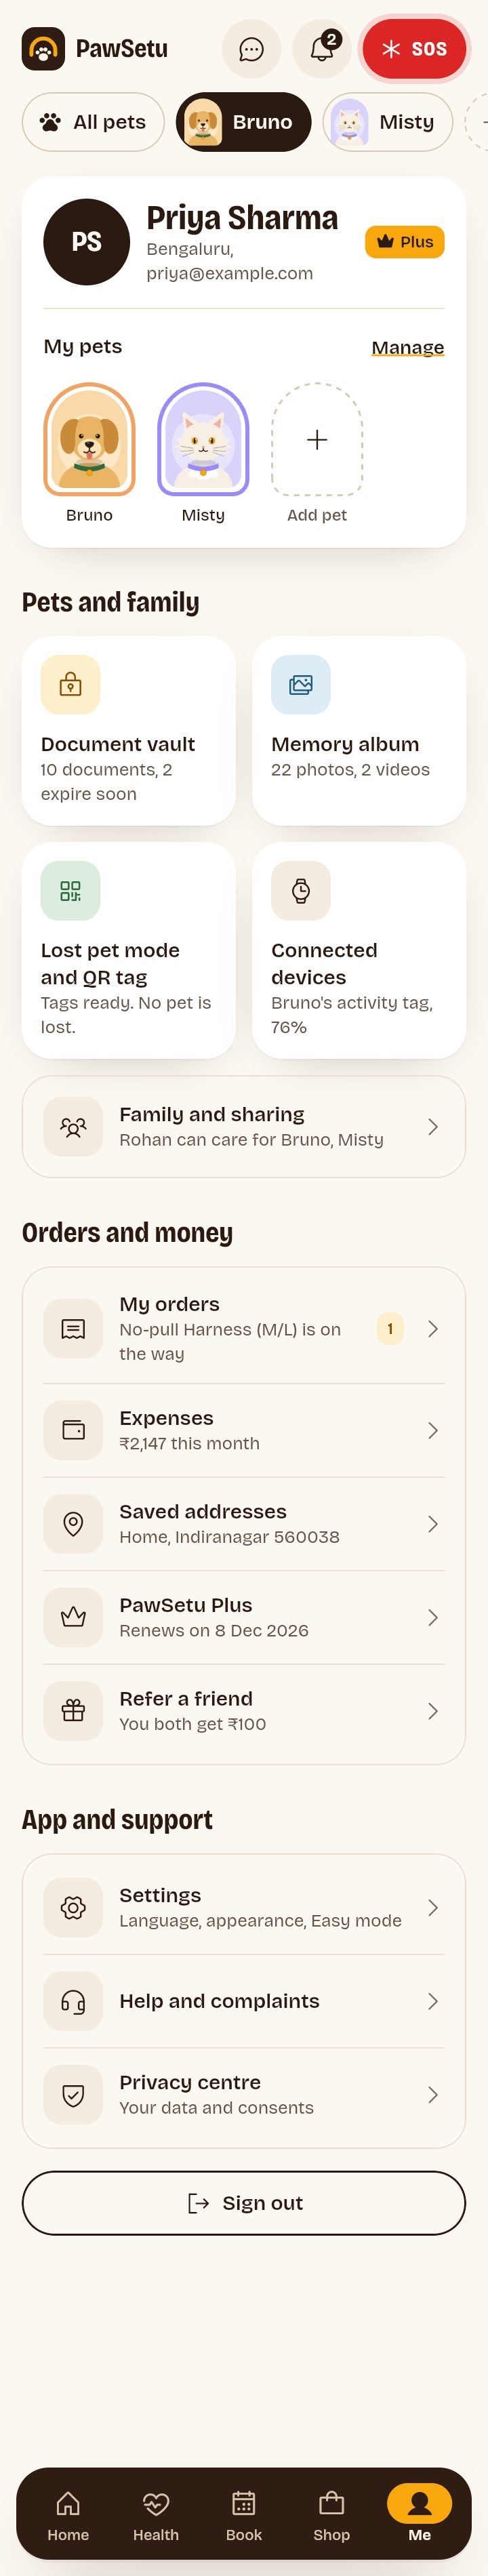 PawSetu
2
SOS
All pets
Bruno
Misty
PS
Priya Sharma
Bengaluru,
priya@example.com
Plus
My pets
Manage
Bruno
Misty
Add pet
Pets and family
Document vault
10 documents, 2
expire soon
Memory album
22 photos, 2 videos
Lost pet mode
and QR tag
Tags ready. No pet is
lost.
Connected
devices
Bruno's activity tag,
76%
Family and sharing
Rohan can care for Bruno, Misty
Orders and money
My orders
No-pull Harness (M/L) is on
the way
1
Expenses
₹2,147 this month
Saved addresses
Home, Indiranagar 560038
PawSetu Plus
Renews on 8 Dec 2026
Refer a friend
You both get ₹100
App and support
Settings
Language, appearance, Easy mode
Help and complaints
Privacy centre
Your data and consents
Sign out
Home
Health
Book
Shop
Me